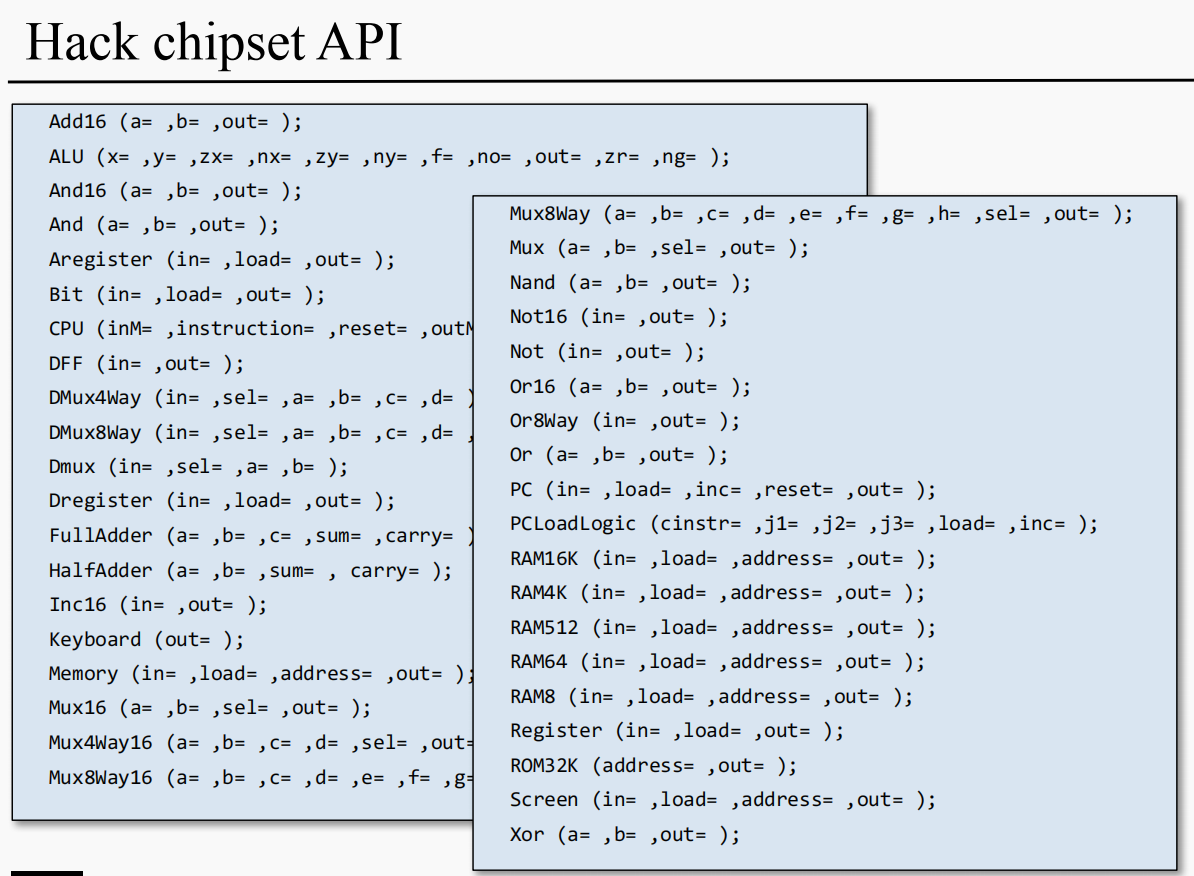 Hack chipset API
Add16 (a= ,b= ,out= );
ALU (x= ,y= ,zx= ,nx= ,zy= ,ny= ,f= ,no= ,out= ,zr= ,ng= );
And16 (a= ,b= ,out= );
And (a= ,b= ,out= );
Aregister (in= ,load= ,out= );
Bit (in= ,load= ,out= );
CPU (inM= ,instruction= ,reset= ,outM
DFF (in= ,out= );
DMux4Way (in= ,sel= ,a= ,b= ,c= ,d= )
DMux8Way (in= ,sel= ,a= ,b= ,c= ,d= ,
Dmux (in= ,sel= ,a= ,b= );
Dregister (in= ,load= ,out= );
FullAdder (a= ,b= ,c= ,sum= ,carry= )
HalfAdder (a= ,b= ,sum= , carry= );
Inc16 (in= ,out= );
Keyboard (out= );
Memory (in= ,load= ,address= ,out= );
Mux16 (a= ,b= ,sel= ,out= );
Mux4Way16 (a= ,b= ,c= ,d= ,sel= ,out=
Mux8Way16 (a= ,b= ,c= ,d= ,e= ,f= ,g=
Mux8Way (a= ,b= ,c= ,d= ,e= ,f= ,g= ,h= ,sel= ,out= );
Mux (a= ,b= ,sel= ,out= );
Nand (a= ,b= ,out= );
Not16 (in= ,out= );
Not (in= ,out= );
Or16 (a= ,b= ,out= );
Or8Way (in= ,out= );
Or (a= ,b= ,out= );
PC (in= ,load= ,inc= ,reset= ,out= );
PCLoadLogic (cinstr= ,j1= ,j2= ,j3= ,load= ,inc= );
RAM16K (in= ,load= ,address= ,out= );
RAM4K (in= ,load= ,address= ,out= );
RAM512 (in= ,load= ,address= ,out= );
RAM64 (in= ,load= ,address= ,out= );
RAM8 (in= ,load= ,address= ,out= );
Register (in= ,load= ,out= );
ROM32K (address= ,out= );
Screen (in= ,load= ,address= ,out= );
Xor (a= ,b= ,out= );